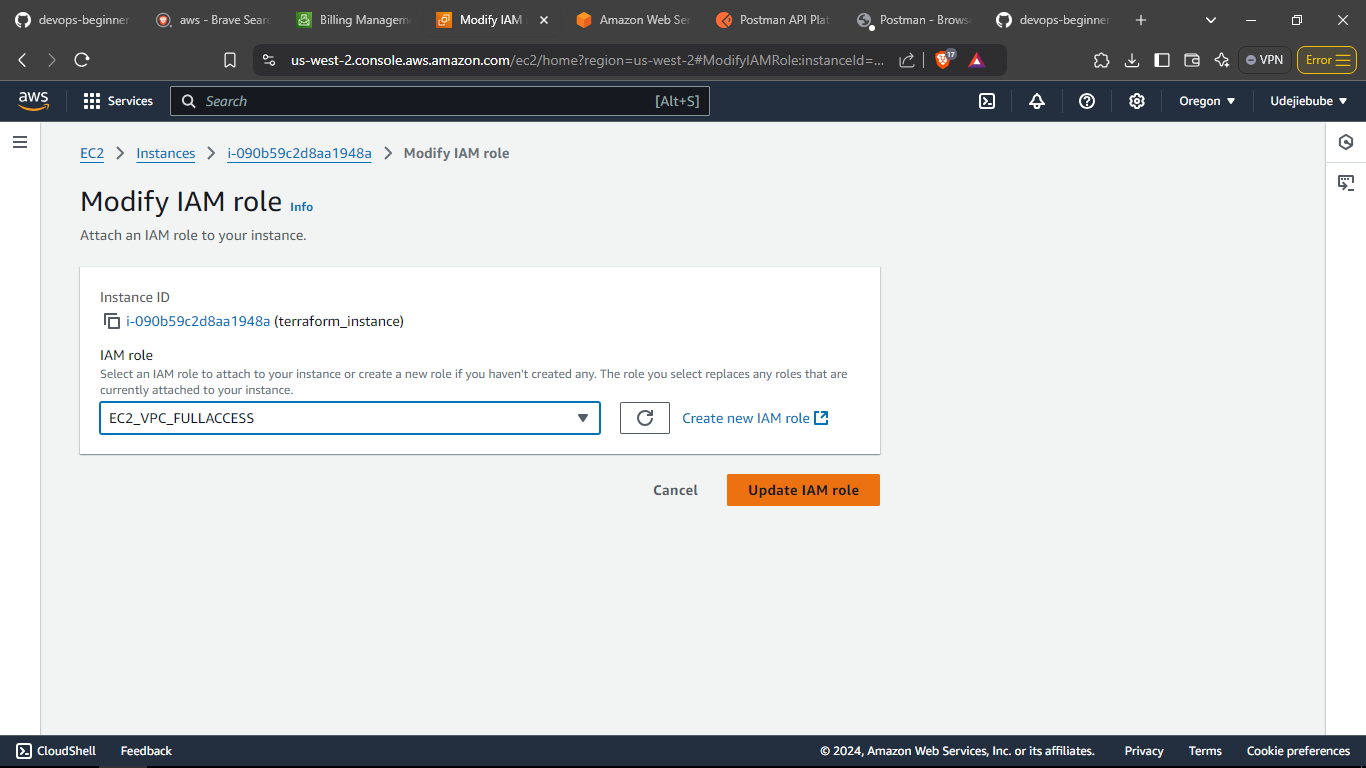 devops-beginner
aws - Brave Sear
Billing Managem
Modify IAM
Amazon Web Se
Postman API Pla
Postman - Brows
devops-beginner
us-west-2.console.aws.amazon.com/ec2/home?region=us-west-2#ModifyIAMRole:instanceId=...
17
VPN
Error
aws
Services
Search
[Alt+S]
Oregon
Udejiebube
EC2
Instances
i-090b59c2d8aa1948a
Modify IAM role
Modify IAM role Info
Attach an IAM role to your instance.
Instance ID
i-090b59c2d8aa1948a (terraform_instance)
IAM role
Select an IAM role to attach to your instance or create a new role if you haven't created any. The role you select replaces any roles that are
currently attached to your instance.
EC2_VPC_FULLACCESS
Create new IAM role
Cancel
Update IAM role
CloudShell
Feedback
© 2024, Amazon Web Services, Inc. or its affiliates.
Privacy
Terms
Cookie preferences